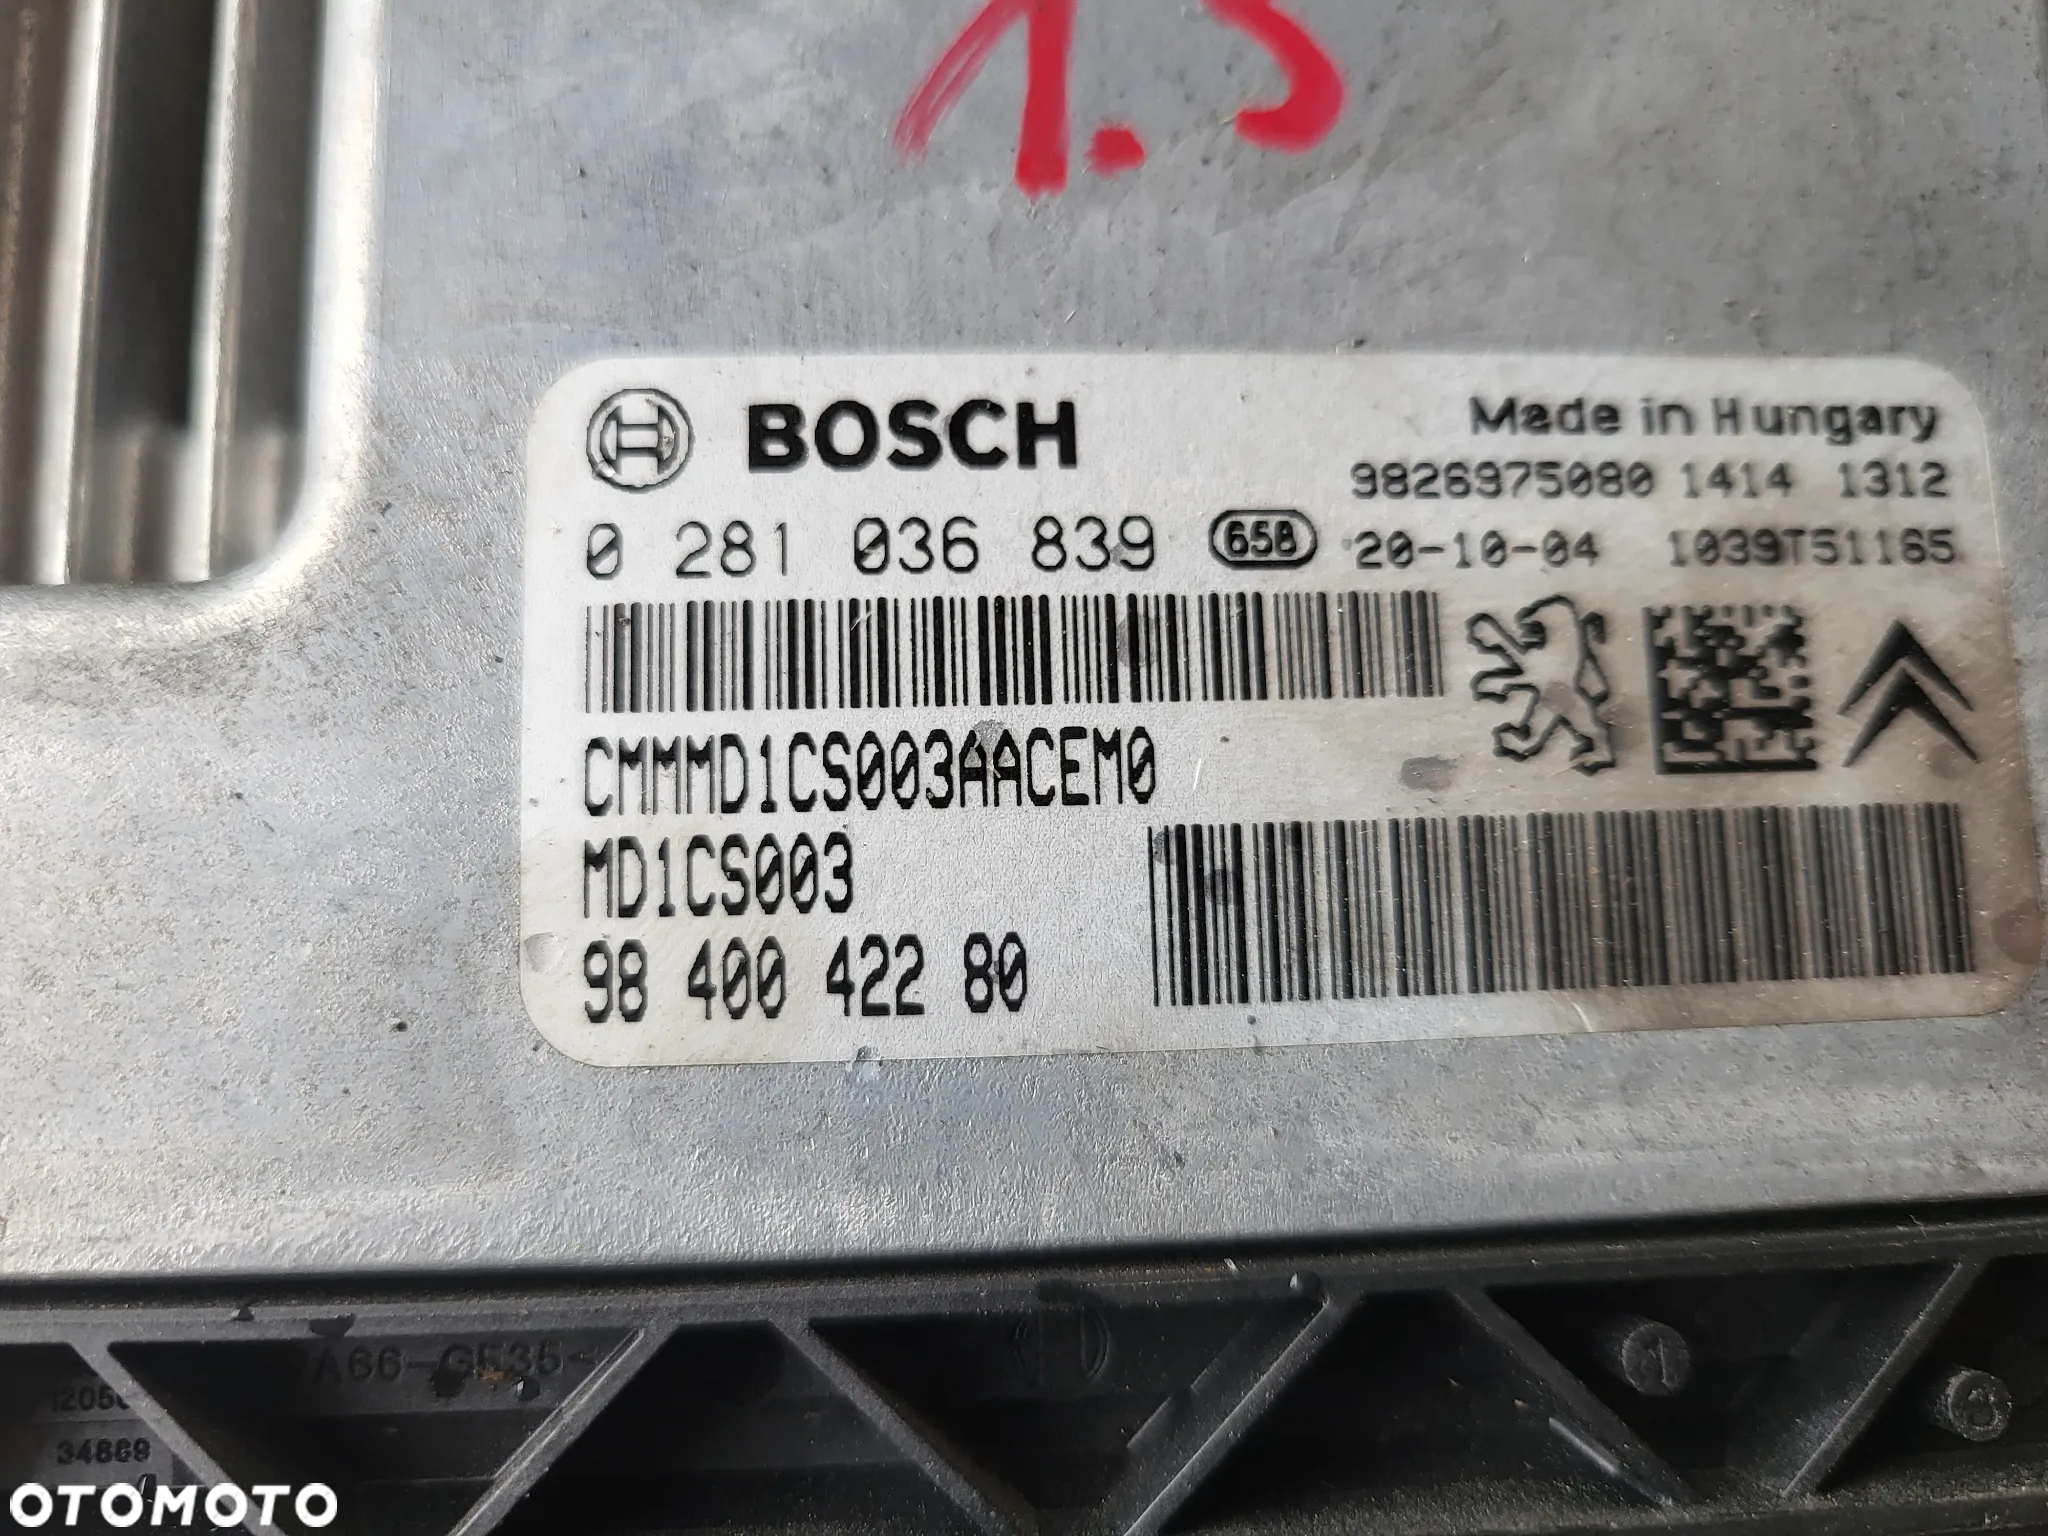 1.5
BOSCH
Made in Hungary
9826975080 1414 1312
0 281 036 839 658 20-10-04 1039T51165
CMMMD1CS003AACEM0
MD1CS003
98 400 422 80
34889
OTOMOTO